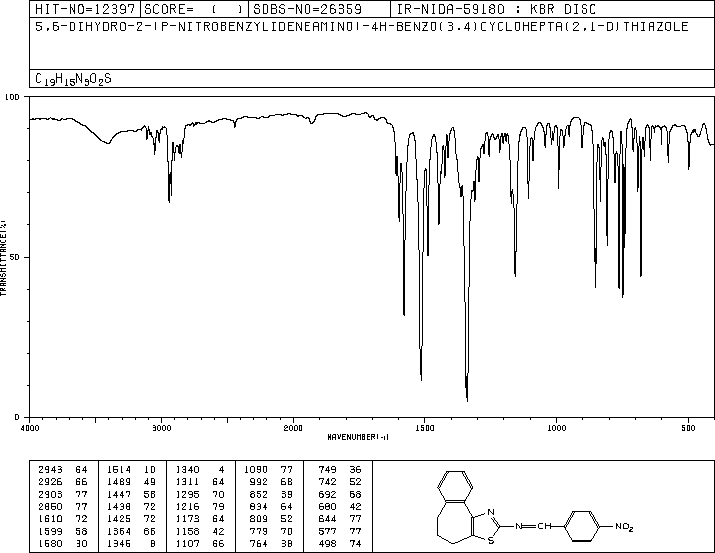 HIT-NO=12397 SCORE= ( ) SDBS-NO=26359 IR-NIDA-59180 : KBR DISC
5,6-DIHYDRO-2-(P-NITROBENZYLIDENEAMINO)-4H-BENZO(3,4)CYCLOHEPTA(2,1-D)THIAZOLE
C19H15N3O2S
100
50
0
TRANSMITTANCE(%)
4000 3000 2000 1500 1000 500
WAVENUMBER(-1)
2943 64 1514 10 1340 4 1090 77 749 36
2926 66 1489 49 1311 64 992 68 742 52
2903 77 1447 58 1295 70 852 39 692 68
2860 77 1438 72 1216 79 834 64 680 42
1610 72 1425 72 1173 64 809 52 644 77
1599 58 1364 66 1158 42 779 70 577 77
1580 30 1346 8 1107 66 764 38 498 74
N
S
N=CH
NO2